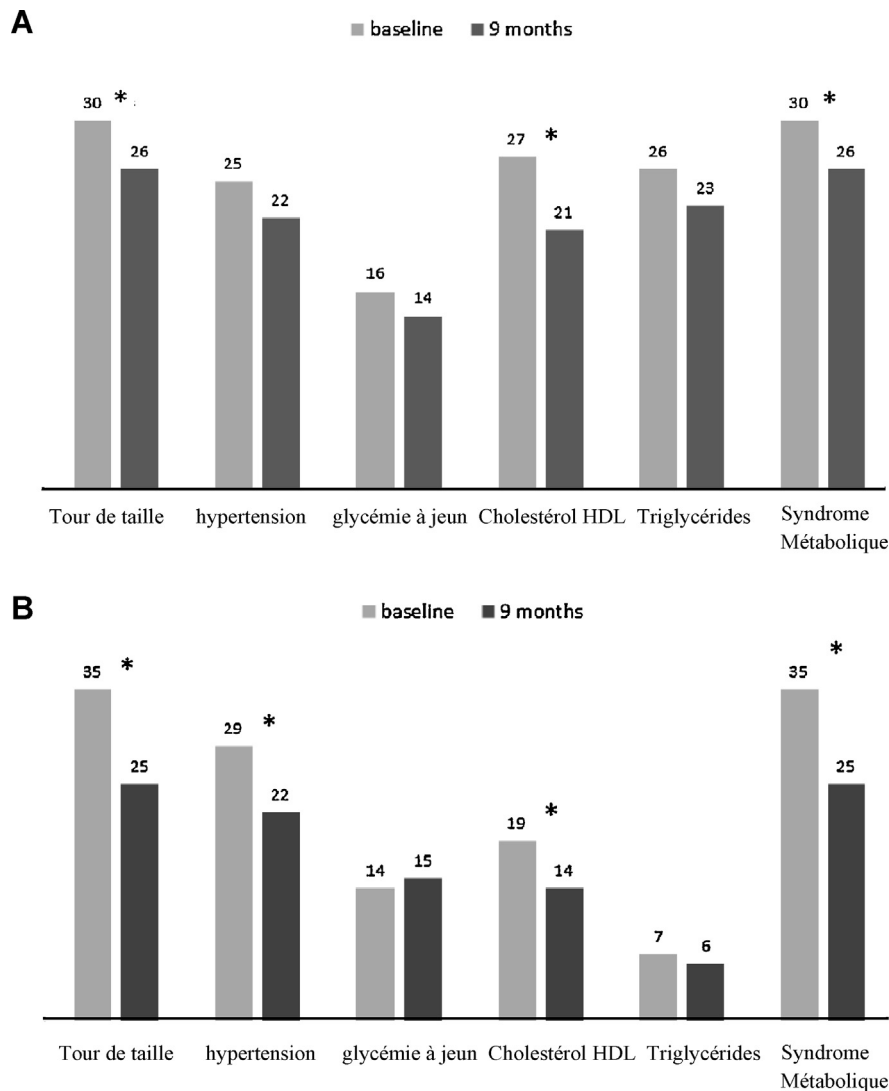 A
baseline 9 months
30 * 26
25 22
16 14
27 * 21
26 23
30 * 26
Tour de taille hypertension glycémie à jeun Cholestérol HDL Triglycérides Syndrome
Métabolique
B
baseline 9 months
35 * 25
29 * 22
14 15
19 * 14
7 6
35 * 25
Tour de taille hypertension glycémie à jeun Cholestérol HDL Triglycérides Syndrome
Métabolique